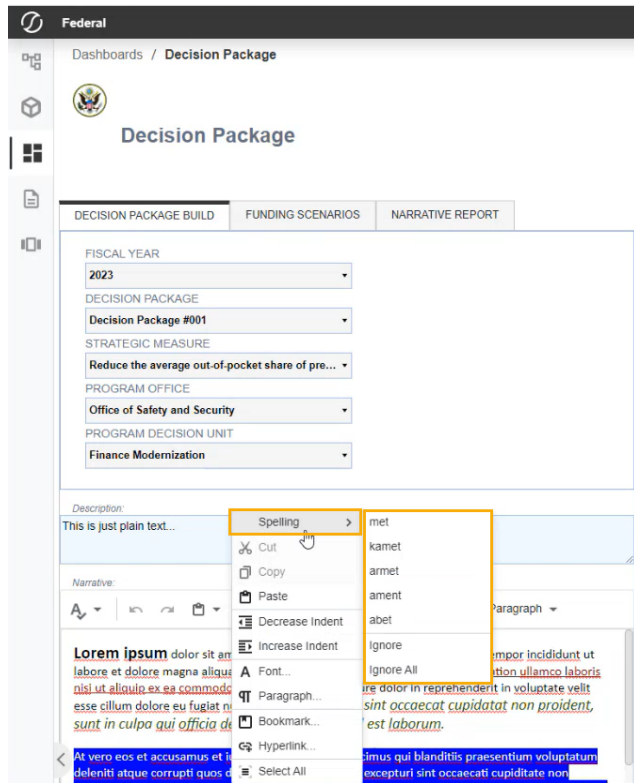 Federal
Dashboards / Decision Package
Decision Package
DECISION PACKAGE BUILD FUNDING SCENARIOS NARRATIVE REPORT
FISCAL YEAR
2023
DECISION PACKAGE
Decision Package #001
STRATEGIC MEASURE
Reduce the average out-of-pocket share of pre...
PROGRAM OFFICE
Office of Safety and Security
PROGRAM DECISION UNIT
Finance Modernization
Description:
This is just plain text...
Narrative:
Spelling
Cut
Copy
Paste
Decrease Indent
Increase Indent
Font...
Paragraph...
Bookmark...
Hyperlink...
Select All
met
kamet
armet
ament
abet
Ignore
Ignore All
Paragraph
Lorem ipsum dolor sit am empor incididunt ut
labore et dolore magna aliqua ation ullamco laboris
nisi ut aliquip ex ea commodo ure dolor in reprehenderit in voluptate velit
esse cillum dolore eu fugiat nu sint occaecat cupidatat non proident,
sunt in culpa qui officia de est laborum.
At vero eos et accusamus et iu cimus qui blanditiis praesentium voluptatum
deleniti atque corrupti quos d excepturi sint occaecati cupiditate non